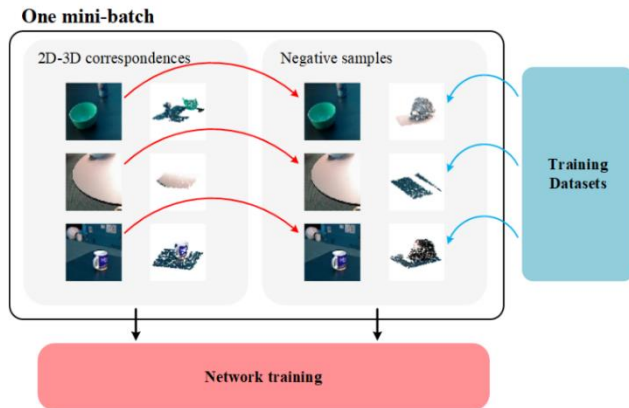 One mini-batch
2D-3D correspondences
Negative samples
Training
Datasets
Network training